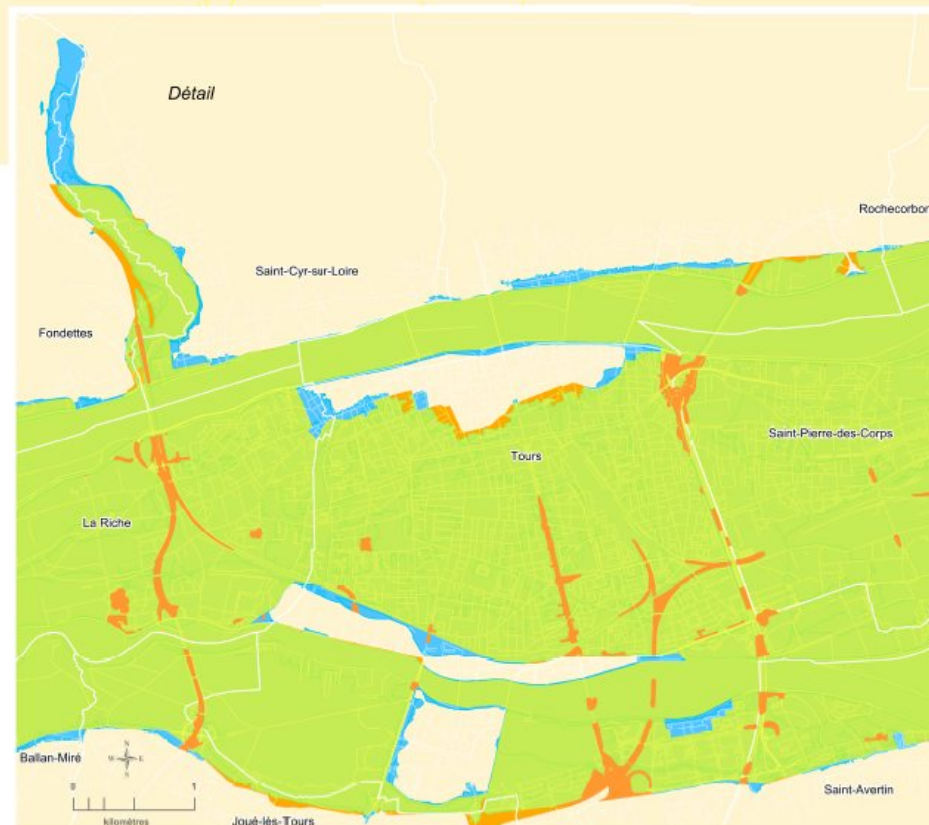 Détail
Rochecorbon
Saint-Cyr-sur-Loire
Fondettes
Saint-Pierre-des-Corps
Tours
La Riche
Ballan-Miré
N
W E
S
0 1
kilomètres
Saint-Avertin
Joué-lès-Tours